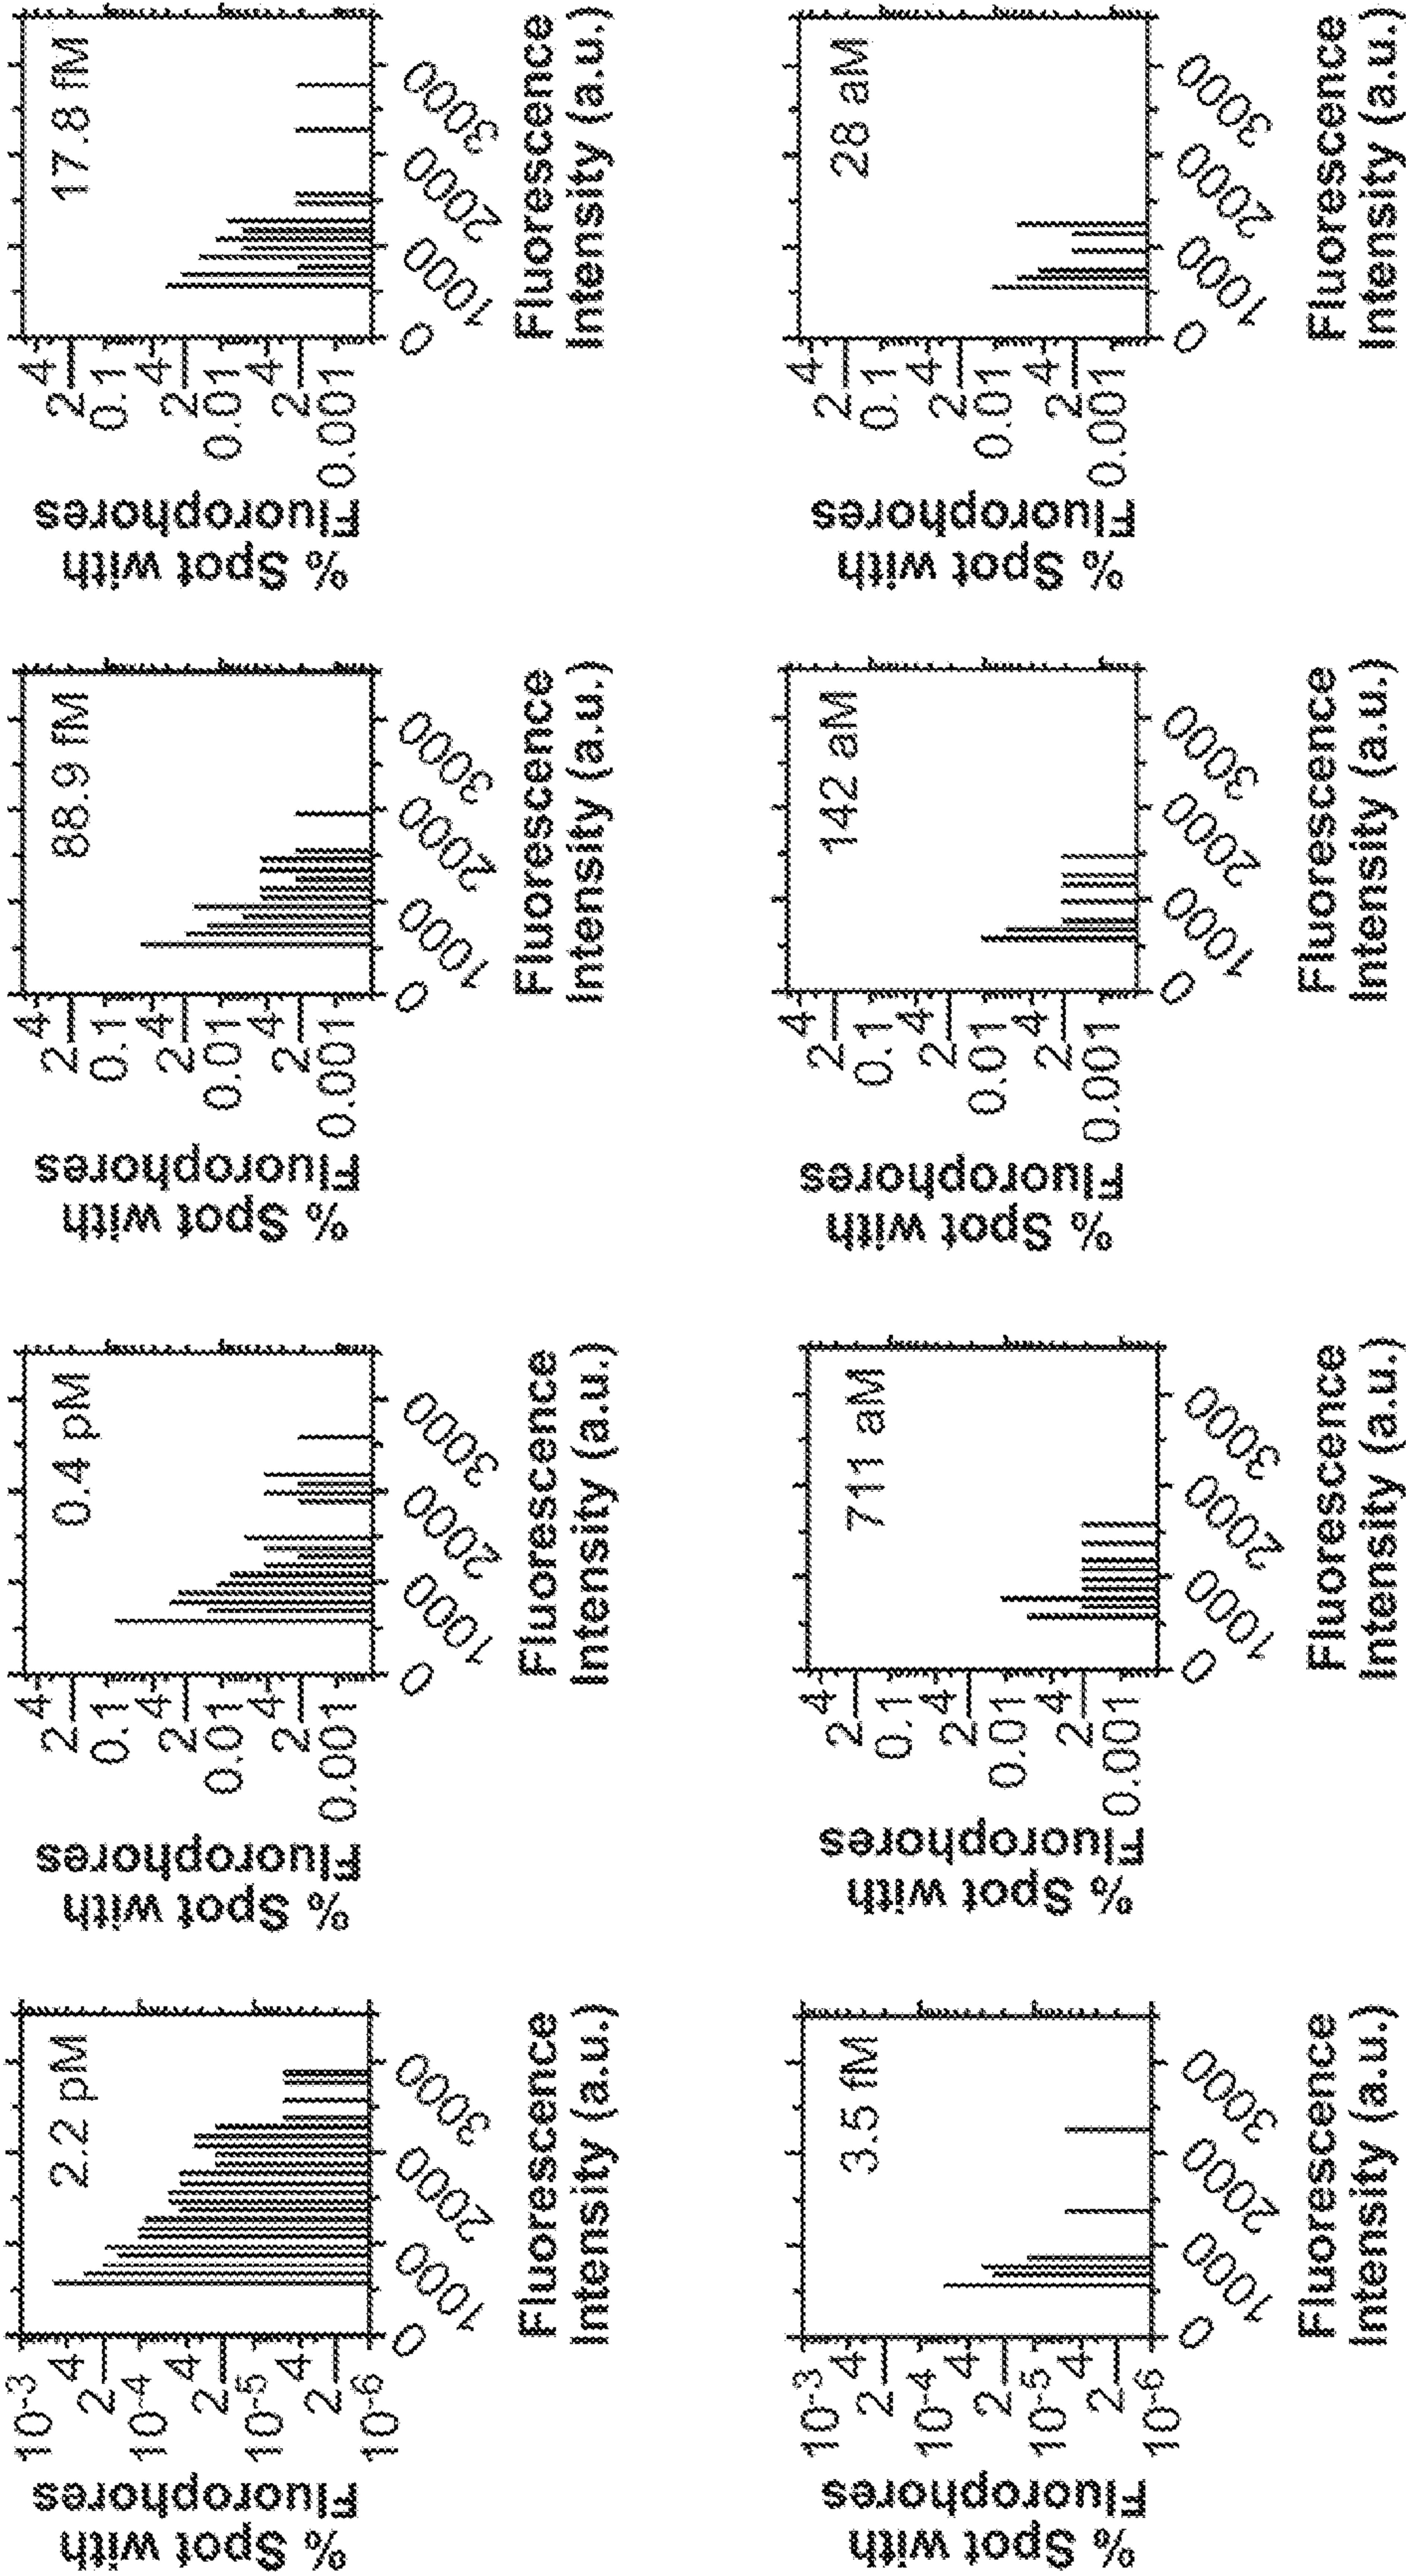 % Spot with
Fluorophores
10-3
4
2
10-4
4
2
10-5
4
2
10-6
2.2 pM
0
1000
2000
3000
Fluorescence
Intensity (a.u.)
% Spot with
Fluorophores
4
2
0.1
4
2
0.01
4
2
0.001
0.4 pM
0
1000
2000
3000
Fluorescence
Intensity (a.u.)
% Spot with
Fluorophores
4
2
0.1
4
2
0.01
4
2
0.001
88.9 fM
0
1000
2000
3000
Fluorescence
Intensity (a.u.)
% Spot with
Fluorophores
4
2
0.1
4
2
0.01
4
2
0.001
17.8 fM
0
1000
2000
3000
Fluorescence
Intensity (a.u.)
% Spot with
Fluorophores
10-3
4
2
10-4
4
2
10-5
4
2
10-6
3.5 fM
0
1000
2000
3000
Fluorescence
Intensity (a.u.)
% Spot with
Fluorophores
4
2
0.1
4
2
0.01
4
2
0.001
711 aM
0
1000
2000
3000
Fluorescence
Intensity (a.u.)
% Spot with
Fluorophores
4
2
0.1
4
2
0.01
4
2
0.001
142 aM
0
1000
2000
3000
Fluorescence
Intensity (a.u.)
% Spot with
Fluorophores
4
2
0.1
4
2
0.01
4
2
0.001
28 aM
0
1000
2000
3000
Fluorescence
Intensity (a.u.)